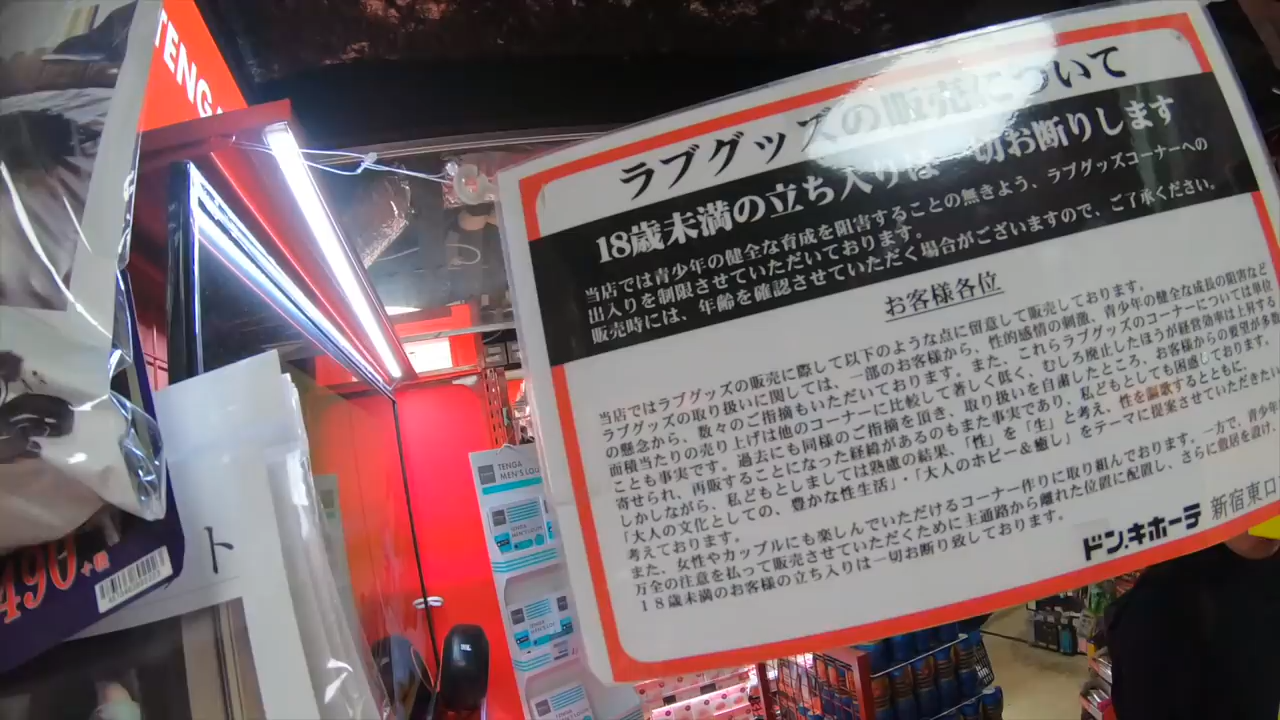 TENGA
ラブグッズの販売について
18歳未満の立ち入りは一切お断りします
当店では青少年の健全な育成を阻害することの無きよう、ラブグッズコーナーへの
出入りを制限させていただいております。
販売時には、年齢を確認させていただく場合がございますので、ご了承ください。
お客様各位
当店ではラブグッズの販売に際して以下のような点に留意して販売しております。
ラブグッズの取り扱いに関しては、一部のお客様から、性的感情の刺激、青少年の健全な成長の阻害など
の懸念から、数々のご指摘もいただいております。また、これらラブグッズのコーナーについては単位
面積当たりの売り上げは他のコーナーに比較して著しく低く、むしろ廃止したほうが経営効率は上昇する
ことも事実です。過去にも同様のご指摘を頂き、取り扱いを自粛したところ、お客様からの要望が多数
寄せられ、再販することになった経緯があるのもまた事実であり、私どもとしても困惑しております。
しかしながら、私どもとしましては熟慮の結果、「性」を「生」と考え、性を謳歌するとともに、
「大人の文化としての、豊かな性生活」・「大人のホビー&癒し」をテーマに提案させていただきたい
考えております。
また、女性やカップルにも楽しんでいただけるコーナー作りに取り組んでおります。一方で、青少年
万全の注意を払って販売させていただくために主通路から離れた位置に配置し、さらに敷居を設け、
18歳未満のお客様の立ち入りは一切お断り致しております。
ドン.キホーテ 新宿東口
TENGA
MEN'S LOU
490
ト